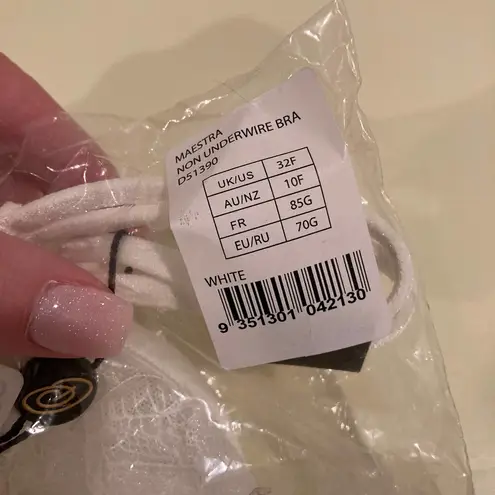 MAESTRA
NON UNDERWIRE BRA
D51390
UK/US 32F
AU/NZ 10F
FR 85G
EU/RU 70G
WHITE
9 351301 042130